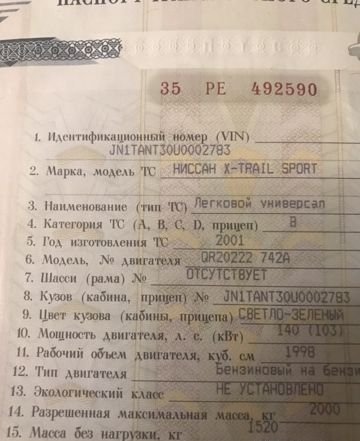 35 РЕ 492590
1. Идентификационный номер (VIN)
JN1TANT30U0002783
2. Марка, модель ТС НИССАН X-TRAIL SPORT
3. Наименование (тип ТС) Легковой универсал
4. Категория ТС (А, В, С, D, прицеп) В
5. Год изготовления ТС 2001
6. Модель, № двигателя QR20222 742A
7. Шасси (рама) № ОТСУТСТВУЕТ
8. Кузов (кабина, прицеп) № JN1TANT30U0002783
9. Цвет кузова (кабины, прицепа) СВЕТЛО-ЗЕЛЕНЫЙ
10. Мощность двигателя, л. с. (кВт) 140 (103)
11. Рабочий объем двигателя, куб. см 1998
12. Тип двигателя Бензиновый на бензи
13. Экологический класс НЕ УСТАНОВЛЕНО
14. Разрешенная максимальная масса, кг 2000
15. Масса без нагрузки, кг 1520